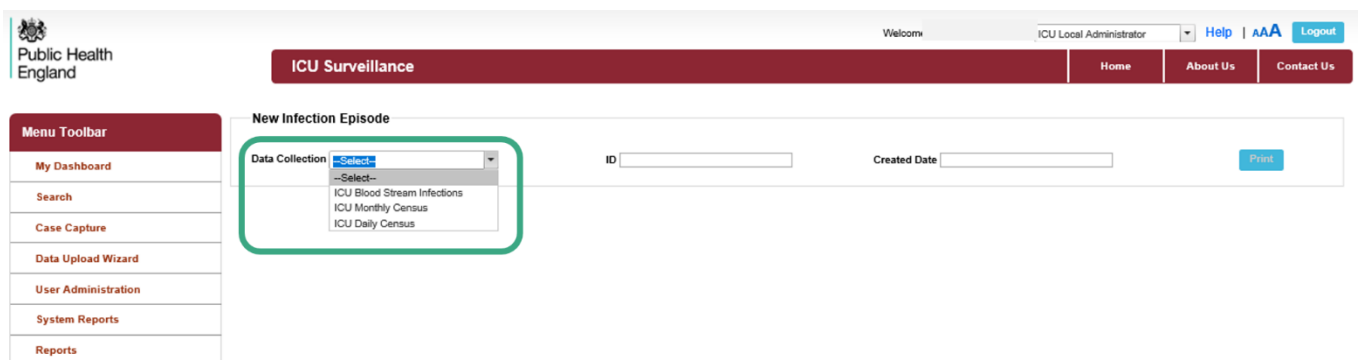 Public Health
England
Welcome
ICU Local Administrator
Help | AAA Logout
ICU Surveillance
Home
About Us
Contact Us
Menu Toolbar
My Dashboard
Search
Case Capture
Data Upload Wizard
User Administration
System Reports
Reports
New Infection Episode
Data Collection --Select--
--Select--
ICU Blood Stream Infections
ICU Monthly Census
ICU Daily Census
ID
Created Date
Print